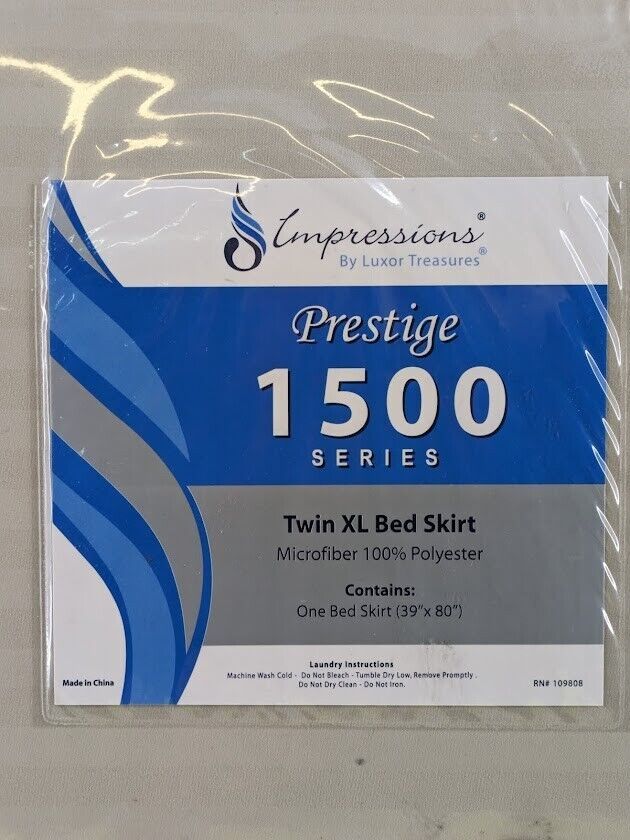 Impressions®
By Luxor Treasures®
Prestige
1500
SERIES
Twin XL Bed Skirt
Microfiber 100% Polyester
Contains:
One Bed Skirt (39”x 80”)
Laundry Instructions
Machine Wash Cold - Do Not Bleach - Tumble Dry Low, Remove Promptly .
Do Not Dry Clean - Do Not Iron.
Made in China
RN# 109808